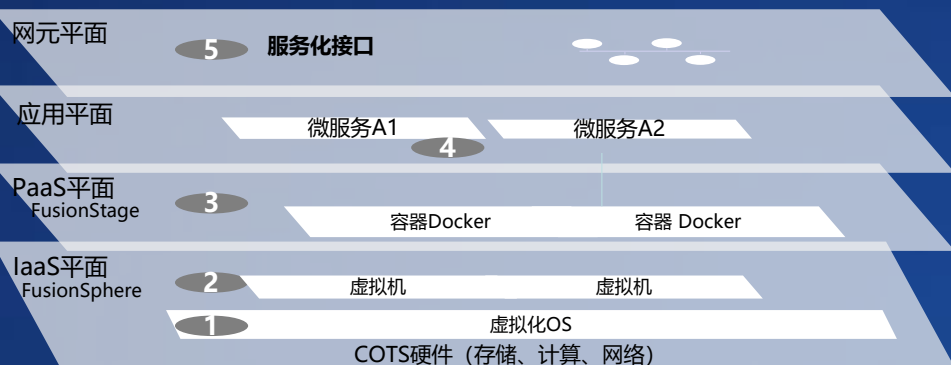 网元平面
5 服务化接口
应用平面
微服务A1 微服务A2
4
PaaS平面
FusionStage
3
容器Docker 容器 Docker
IaaS平面
FusionSphere
2 虚拟机 虚拟机
1 虚拟化OS
COTS硬件（存储、计算、网络）